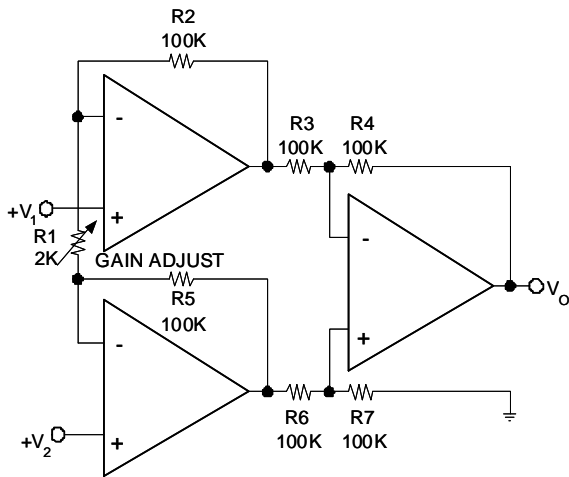 R2
100K
-
R3
100K
R4
100K
+V1
+
R1
2K
GAIN ADJUST
-
R5
100K
VO
+
-
R6
100K
R7
100K
+V2
+